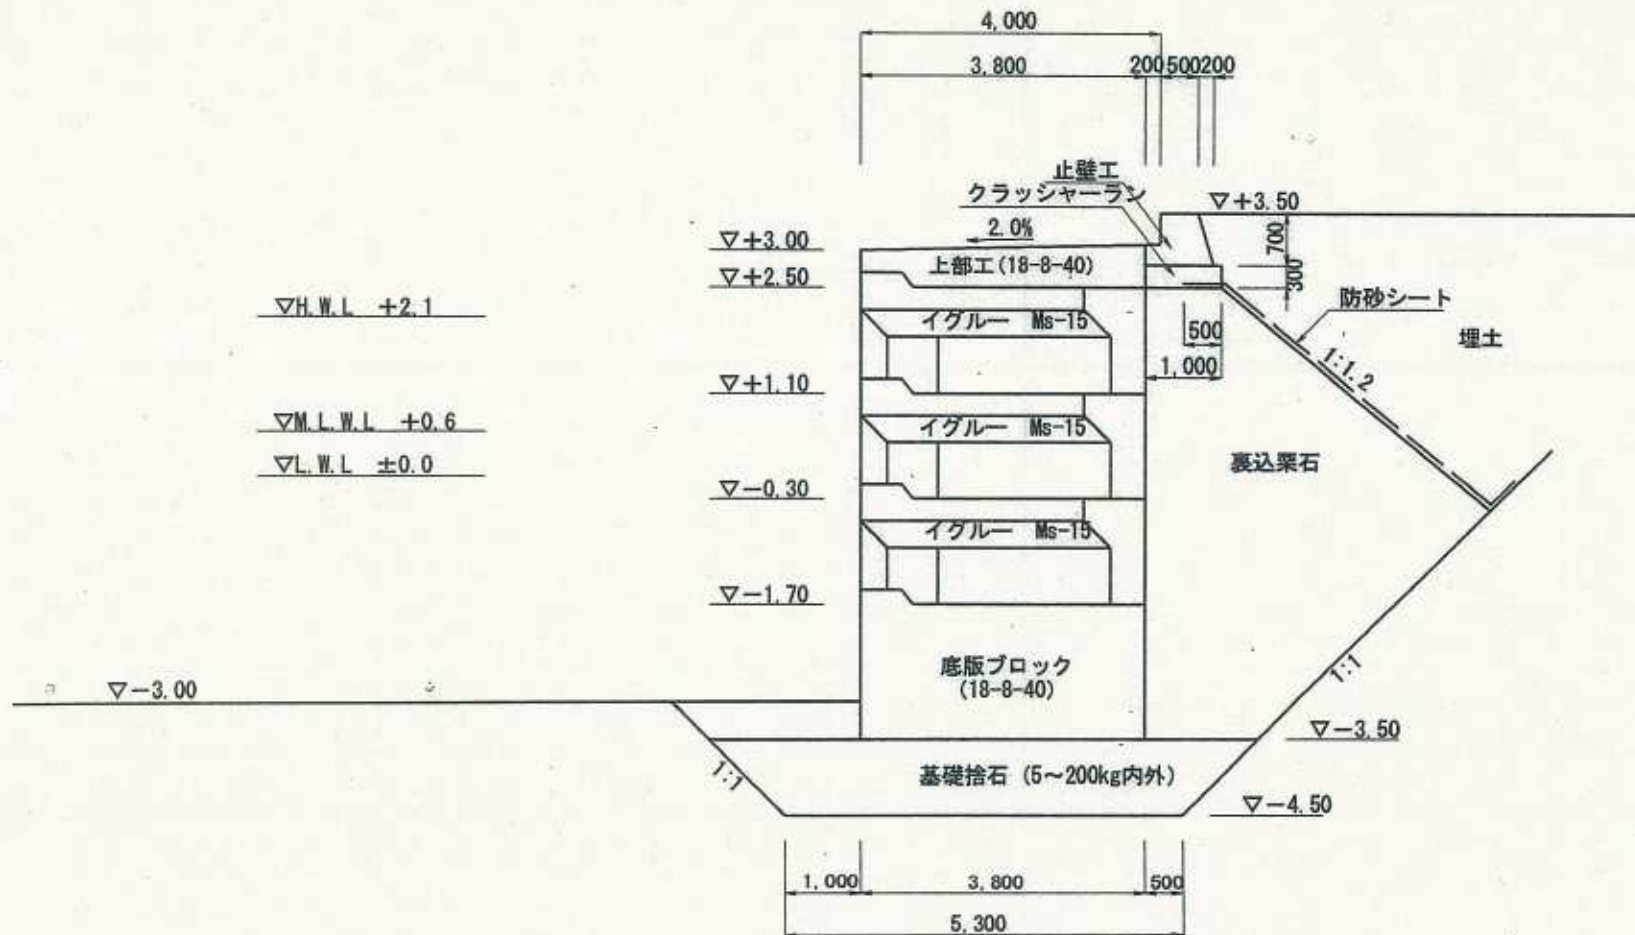 4,000
3,800
200
500
200
止壁工
クラッシャーラン
▽+3.50
2.0%
▽+3.00
上部工(18-8-40)
700
▽+2.50
300
▽H.W.L +2.1
イグルー Ms-15
防砂シート
500
埋土
1:1.2
1,000
▽+1.10
▽M.L.W.L +0.6
イグルー Ms-15
▽L.W.L ±0.0
裏込栗石
▽-0.30
イグルー Ms-15
▽-1.70
底版ブロック
(18-8-40)
1:1
▽-3.00
▽-3.50
1:1
基礎捨石 (5~200kg内外)
▽-4.50
1,000
3,800
500
5,300